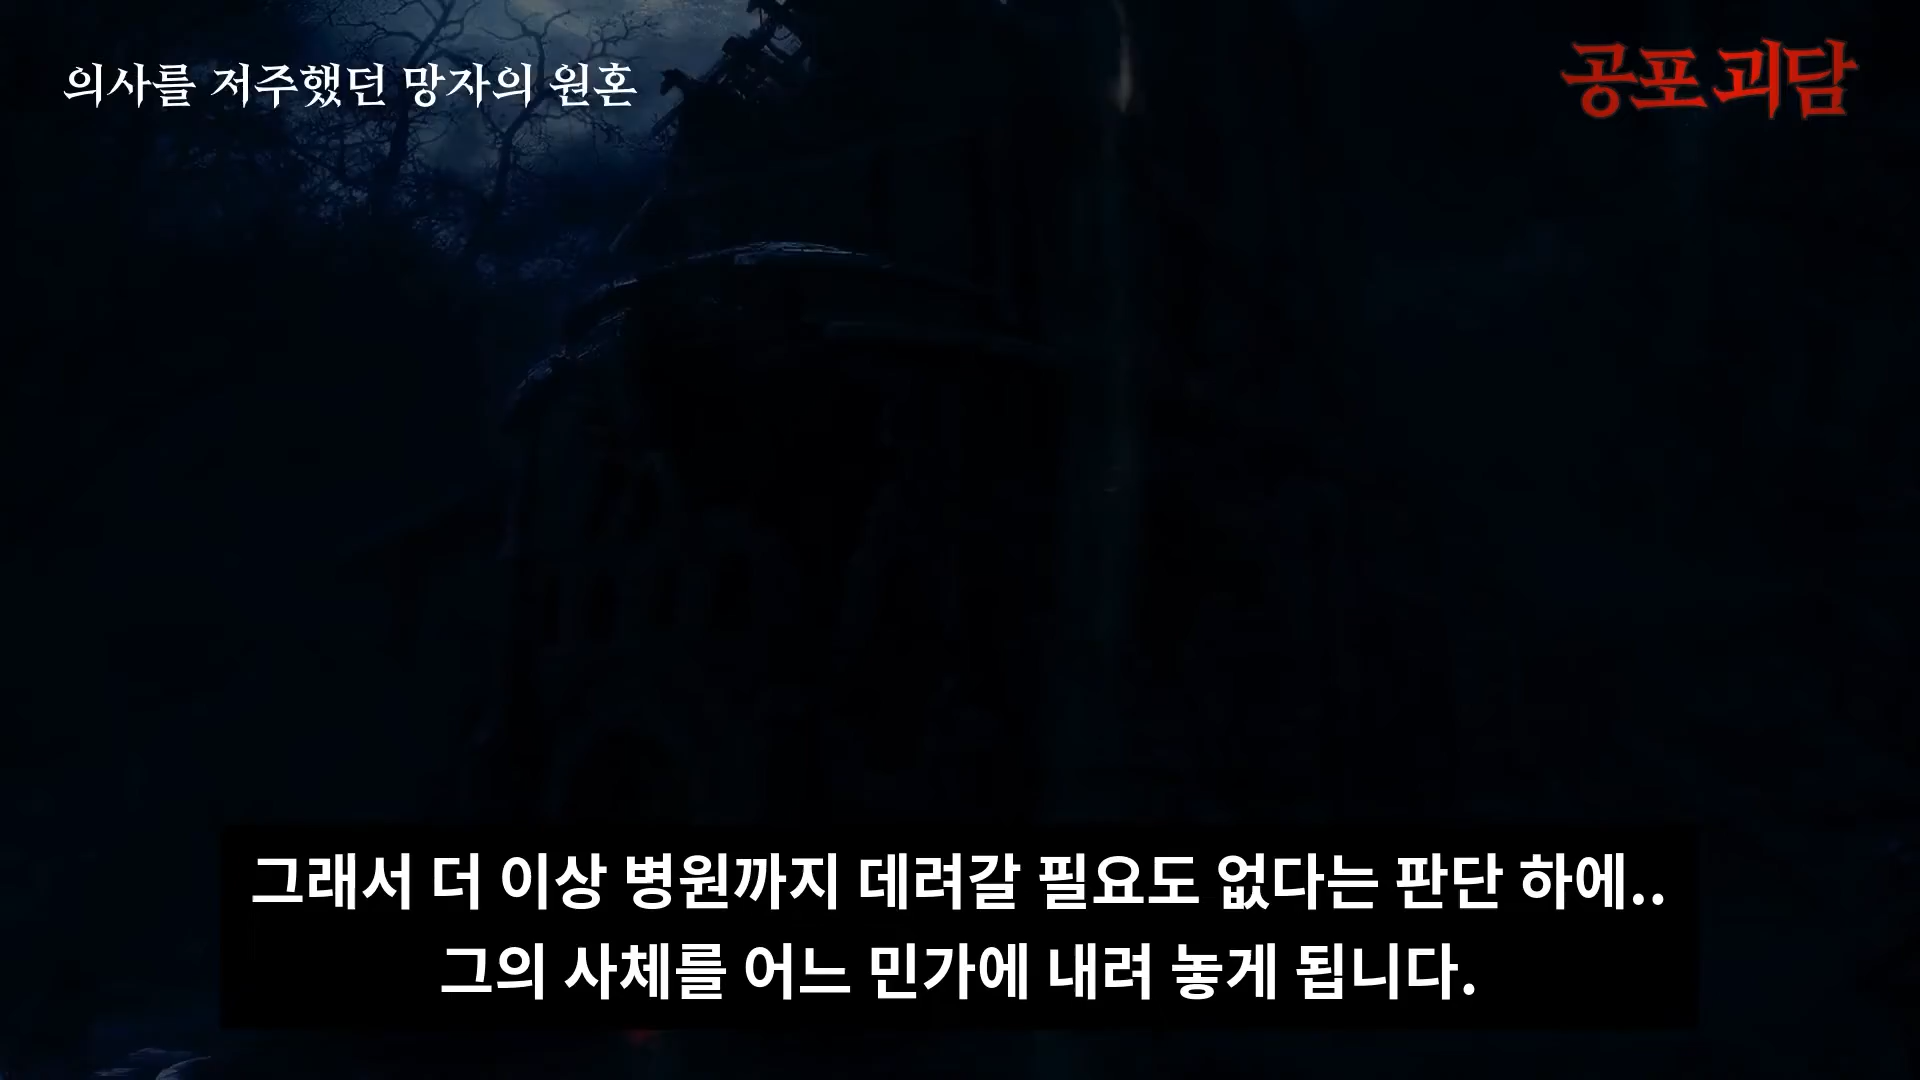 의사를 저주했던 망자의 원혼
공포 괴담
그래서 더 이상 병원까지 데려갈 필요도 없다는 판단 하에..
그의 사체를 어느 민가에 내려 놓게 됩니다.